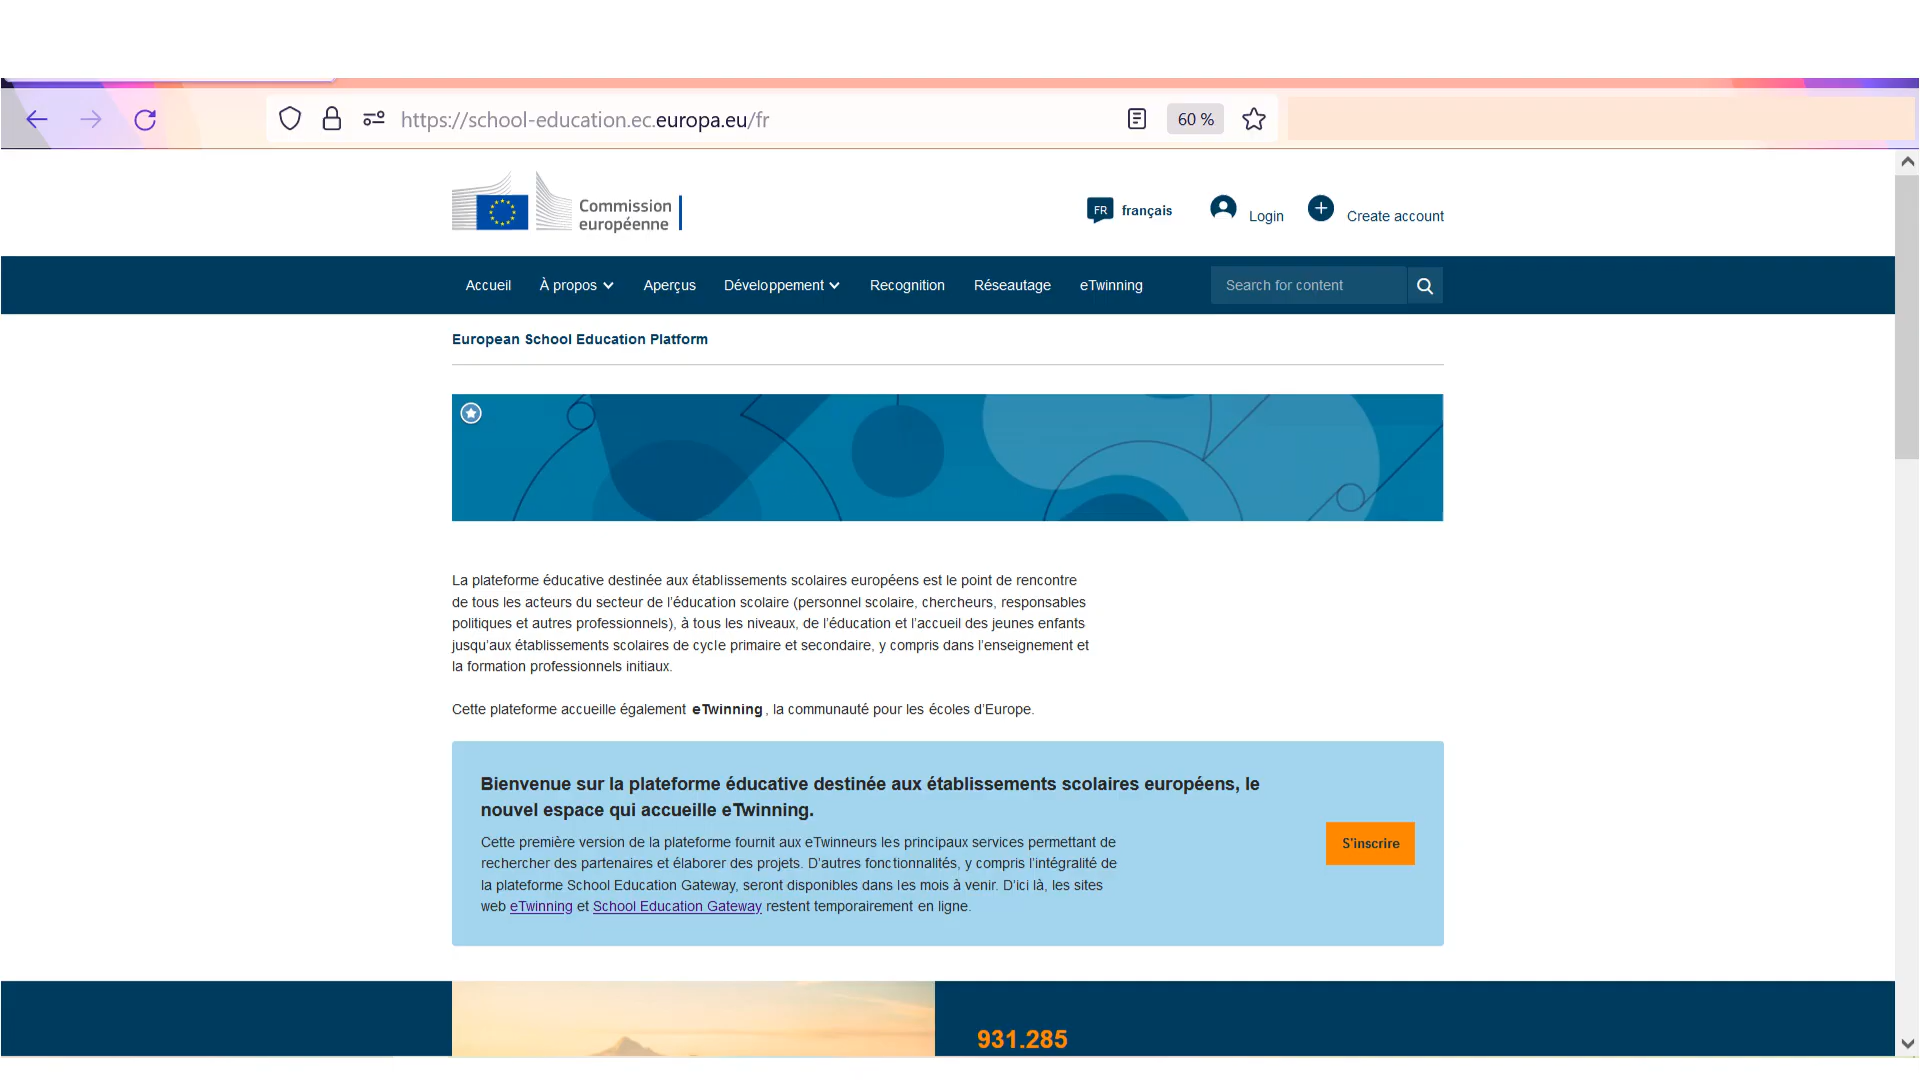 https://school-education.ec.europa.eu/fr
60 %
Commission
européenne
FR français
Login
Create account
Accueil À propos Aperçus Développement Recognition Réseautage eTwinning Search for content
European School Education Platform
La plateforme éducative destinée aux établissements scolaires européens est le point de rencontre
de tous les acteurs du secteur de l’éducation scolaire (personnel scolaire, chercheurs, responsables
politiques et autres professionnels), à tous les niveaux, de l’éducation et l’accueil des jeunes enfants
jusqu’aux établissements scolaires de cycle primaire et secondaire, y compris dans l’enseignement et
la formation professionnels initiaux.
Cette plateforme accueille également eTwinning, la communauté pour les écoles d’Europe.
Bienvenue sur la plateforme éducative destinée aux établissements scolaires européens, le
nouvel espace qui accueille eTwinning.
Cette première version de la plateforme fournit aux eTwinneurs les principaux services permettant de
rechercher des partenaires et élaborer des projets. D’autres fonctionnalités, y compris l’intégralité de
la plateforme School Education Gateway, seront disponibles dans les mois à venir. D’ici là, les sites
web eTwinning et School Education Gateway restent temporairement en ligne.
S'inscrire
931.285